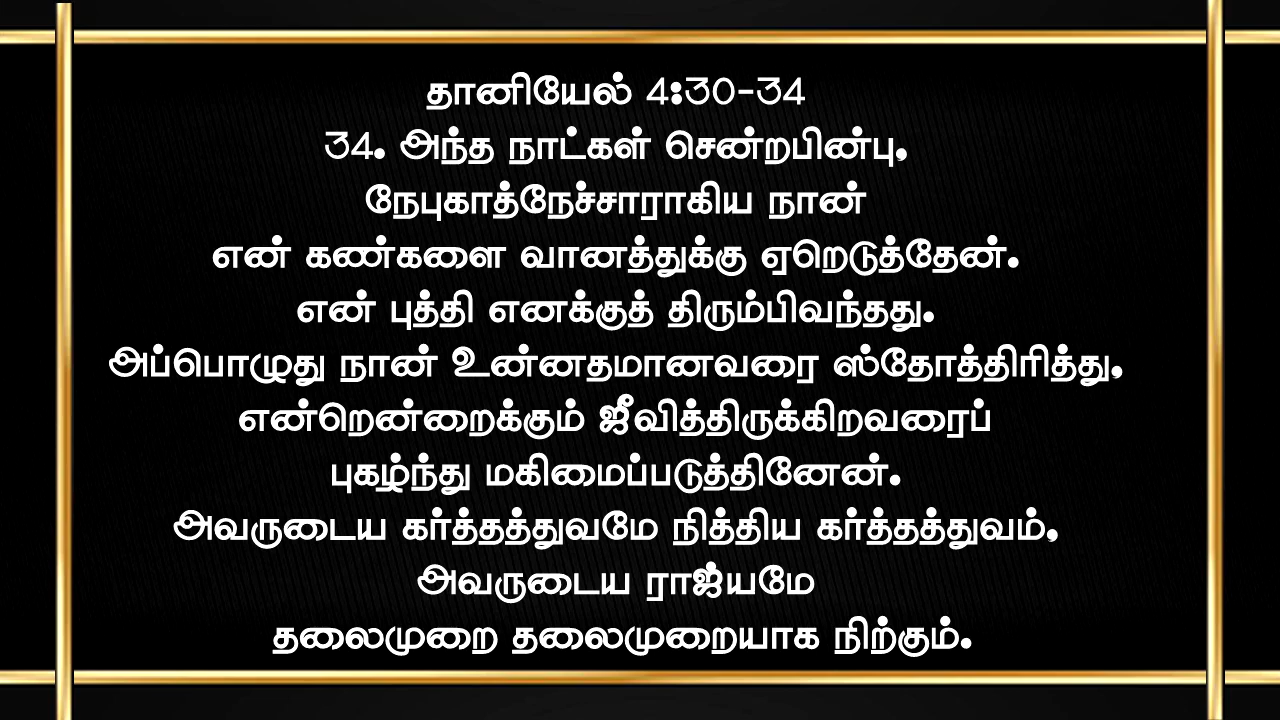 தானியேல் 4:30-34
34. அந்த நாட்கள் சென்றபின்பு,
நேபுகாத்நேச்சாராகிய நான்
என் கண்களை வானத்துக்கு ஏறெடுத்தேன்.
என் புத்தி எனக்குத் திரும்பிவந்தது.
அப்பொழுது நான் உன்னதமானவரை ஸ்தோத்திரித்து,
என்றென்றைக்கும் ஜீவித்திருக்கிறவரைப்
புகழ்ந்து மகிமைப்படுத்தினேன்.
அவருடைய கர்த்தத்துவமே நித்திய கர்த்தத்துவம்,
அவருடைய ராஜ்யமே
தலைமுறை தலைமுறையாக நிற்கும்.